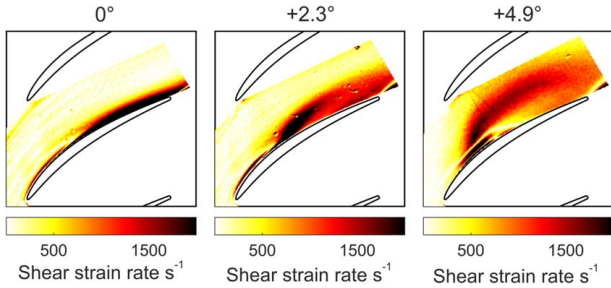 0° +2.3° +4.9°
500 1500 500 1500 500 1500
Shear strain rate s⁻¹ Shear strain rate s⁻¹ Shear strain rate s⁻¹